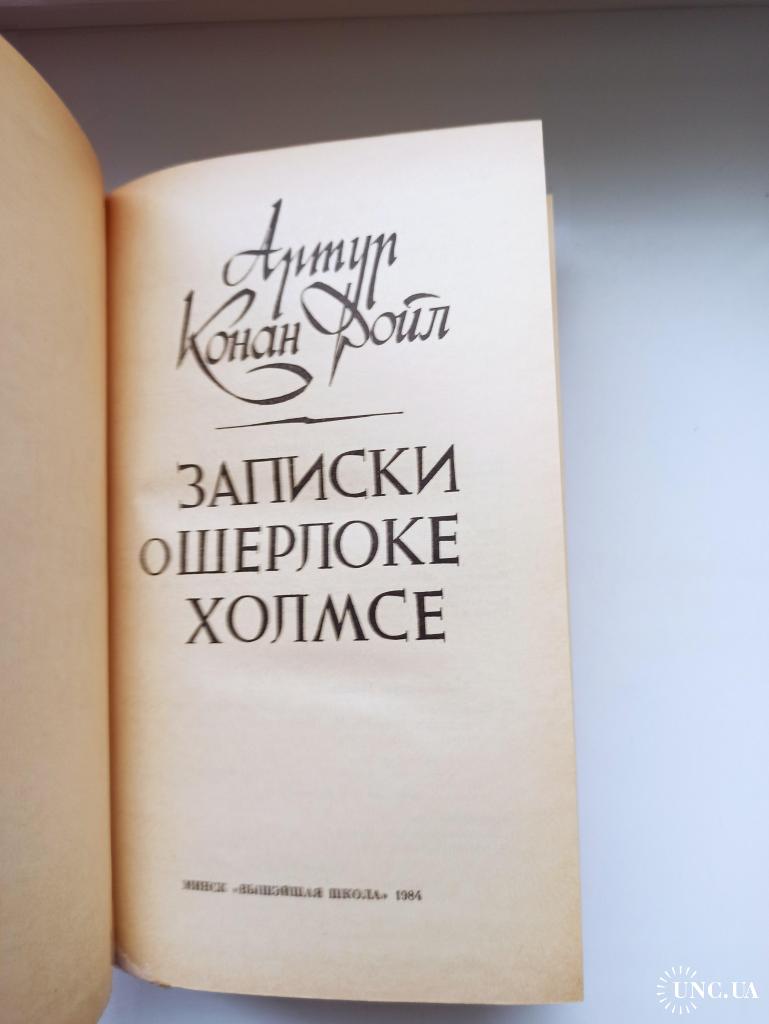 Артур
Конан Дойл
ЗАПИСКИ
О ШЕРЛОКЕ
ХОЛМСЕ
МИНСК «ВЫШЭЙШАЯ ШКОЛА» 1984
UNC.UA